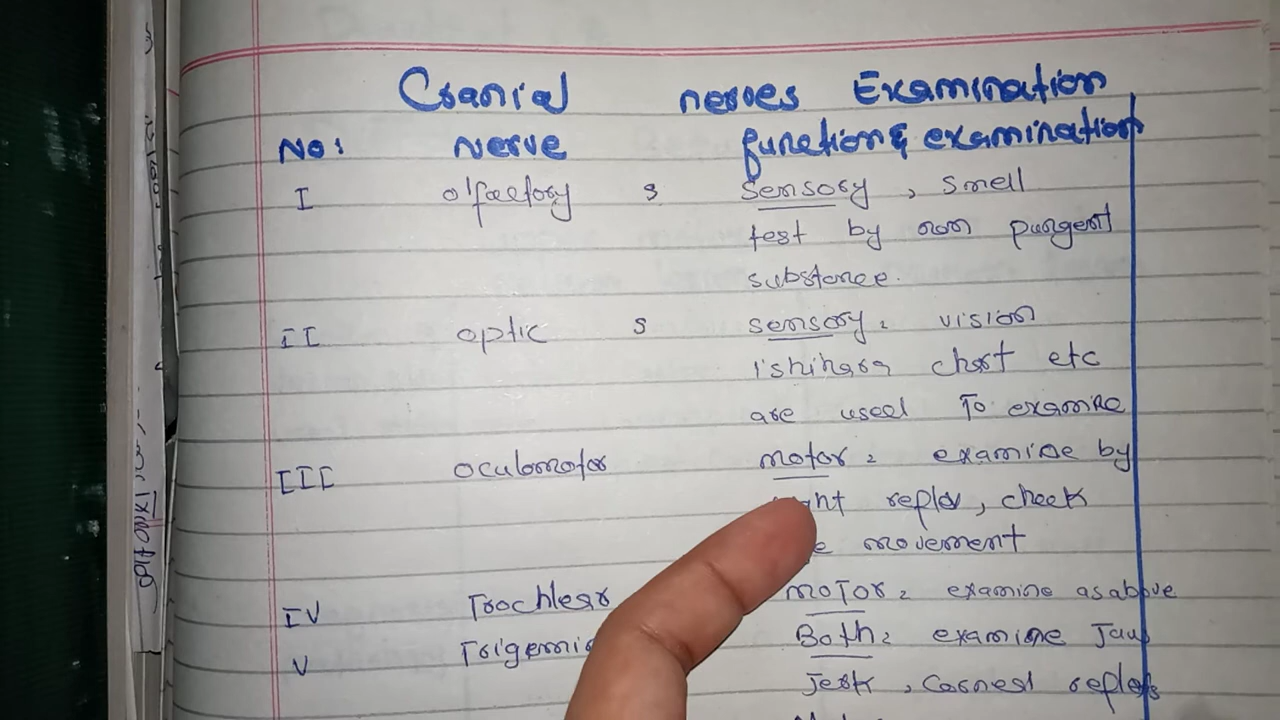 Cranial nerves Examination
No: Nerve function & examination
I olfactory s sensory, smell
test by non pungent
substance.
II optic s sensory: vision
ishihara chart etc
are used To examine
III oculomotor motor: examine by
reflex, check
movement
IV Trochlear MOTOR: examine as above
V Both: examine Jaw
Jerk, Corneal reflexs